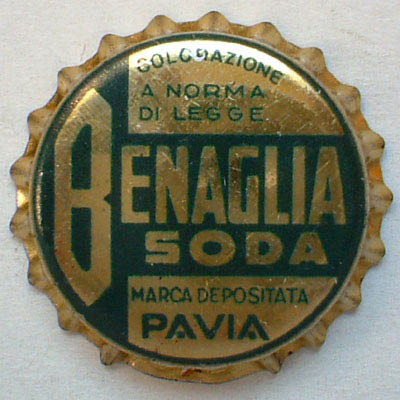 COLORAZIONE
A NORMA
DI LEGGE
BENAGLIA
SODA
MARCA DEPOSITATA
PAVIA